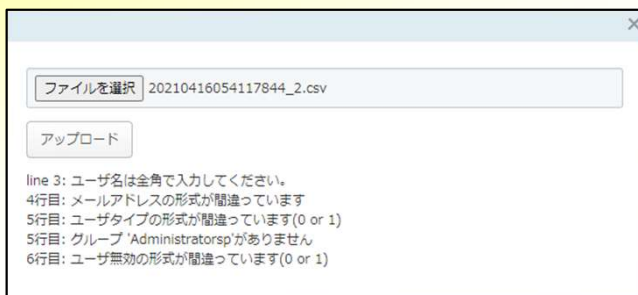 ×
ファイルを選択 20210416054117844_2.csv
アップロード
line 3: ユーザ名は全角で入力してください。
4行目: メールアドレスの形式が間違っています
5行目: ユーザタイプの形式が間違っています(0 or 1)
5行目: グループ 'Administratorsp'がありません
6行目: ユーザ無効の形式が間違っています(0 or 1)